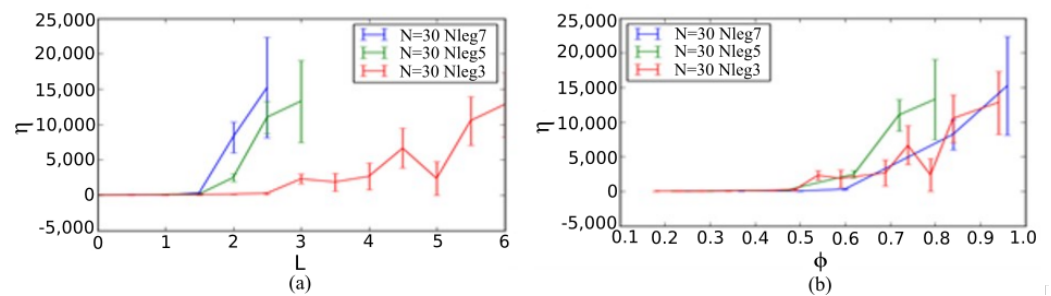 25,000
20,000
15,000
10,000
5,000
0
-5,000
η
N=30 Nleg7
N=30 Nleg5
N=30 Nleg3
0 1 2 3 4 5 6
L
(a)
25,000
20,000
15,000
10,000
5,000
0
-5,000
η
N=30 Nleg7
N=30 Nleg5
N=30 Nleg3
0.1 0.2 0.3 0.4 0.5 0.6 0.7 0.8 0.9 1.0
ϕ
(b)